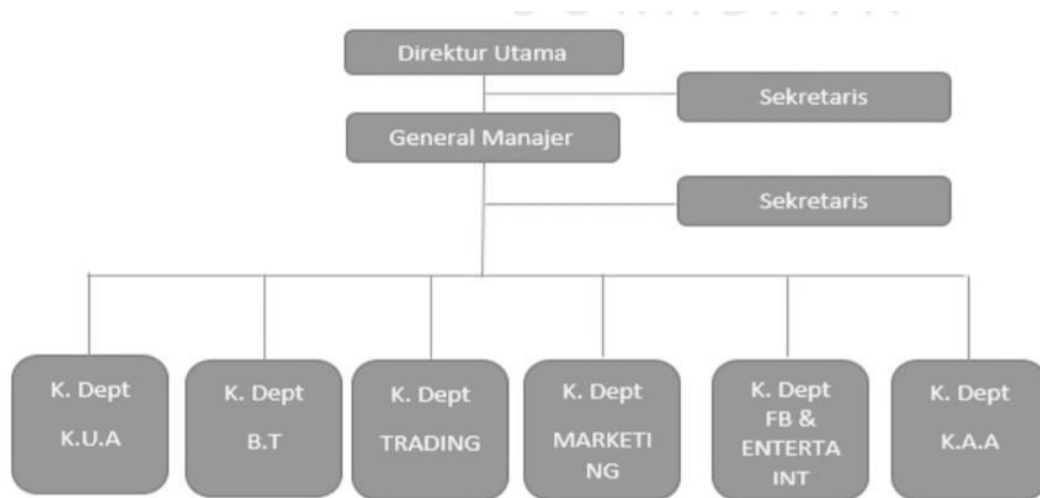 Direktur Utama
Sekretaris
General Manajer
Sekretaris
K. Dept
K.U.A
K. Dept
B.T
K. Dept
TRADING
K. Dept
MARKETI
NG
K. Dept
FB &
ENTERTA
INT
K. Dept
K.A.A